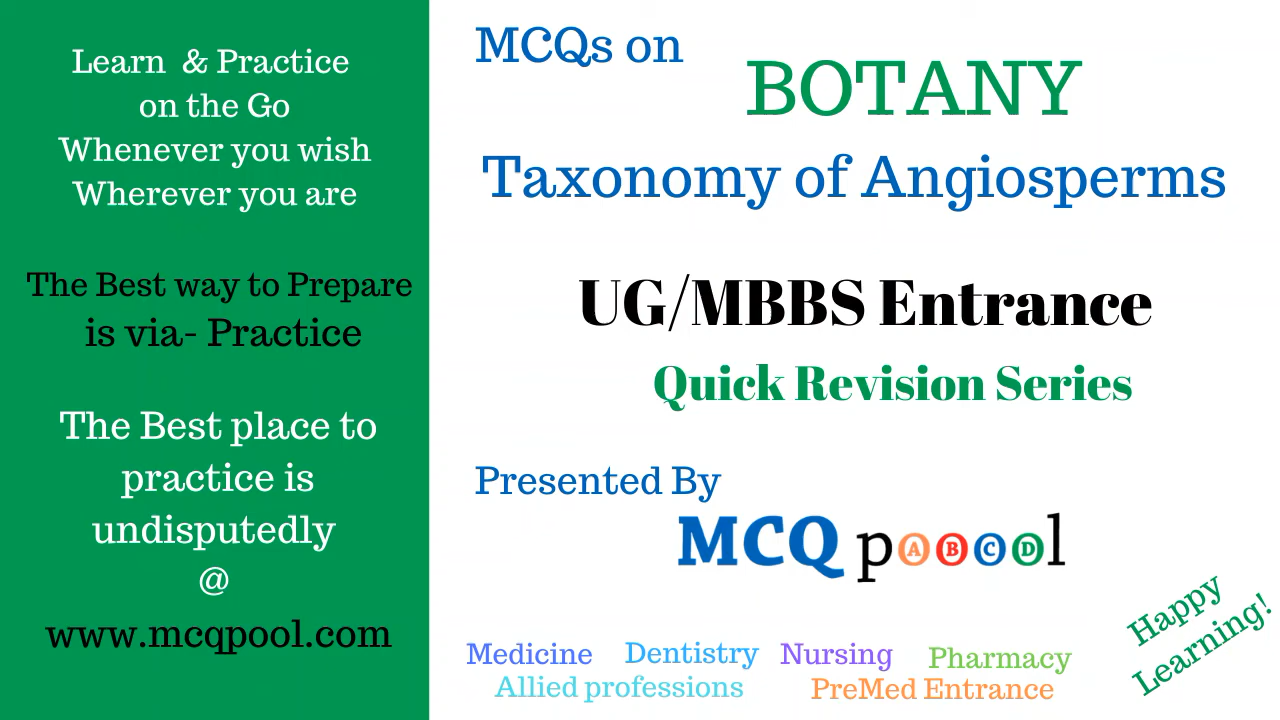 Learn & Practice
on the Go
Whenever you wish
Wherever you are
The Best way to Prepare
is via- Practice
The Best place to
practice is
undisputedly
@
www.mcqpool.com
MCQs on
BOTANY
Taxonomy of Angiosperms
UG/MBBS Entrance
Quick Revision Series
Presented By
MCQ pABCDl
Medicine Dentistry Nursing Pharmacy
Allied professions PreMed Entrance
Happy
Learning!